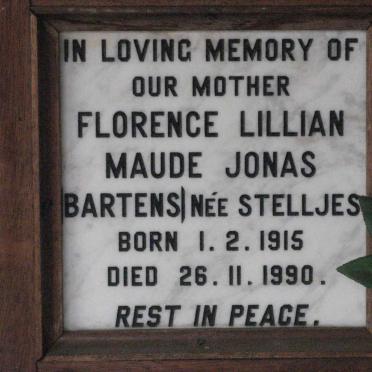 IN LOVING MEMORY OF
OUR MOTHER
FLORENCE LILLIAN
MAUDE JONAS
BARTENS|NÉE STELLJES
BORN 1.2.1915
DIED 26.11.1990.
REST IN PEACE.